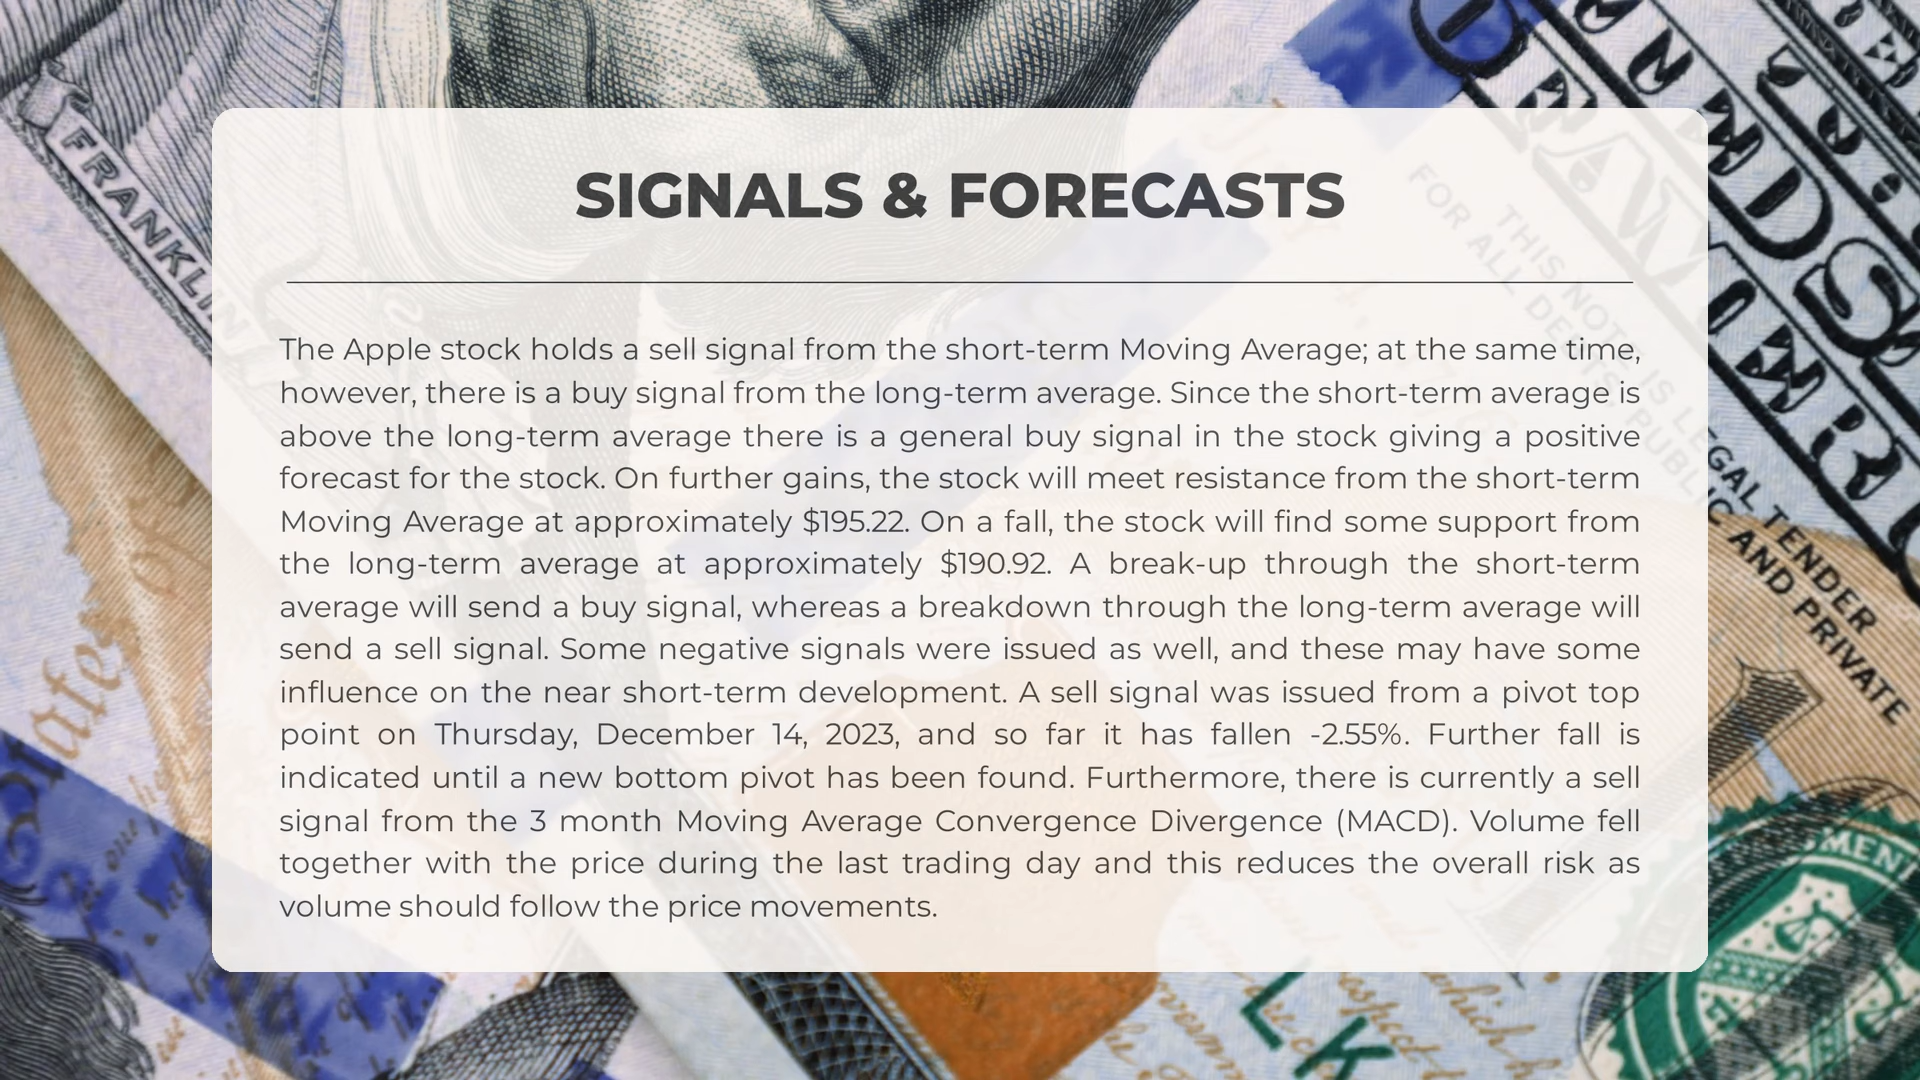 SIGNALS & FORECASTS
The Apple stock holds a sell signal from the short-term Moving Average; at the same time,
however, there is a buy signal from the long-term average. Since the short-term average is
above the long-term average there is a general buy signal in the stock giving a positive
forecast for the stock. On further gains, the stock will meet resistance from the short-term
Moving Average at approximately $195.22. On a fall, the stock will find some support from
the long-term average at approximately $190.92. A break-up through the short-term
average will send a buy signal, whereas a breakdown through the long-term average will
send a sell signal. Some negative signals were issued as well, and these may have some
influence on the near short-term development. A sell signal was issued from a pivot top
point on Thursday, December 14, 2023, and so far it has fallen -2.55%. Further fall is
indicated until a new bottom pivot has been found. Furthermore, there is currently a sell
signal from the 3 month Moving Average Convergence Divergence (MACD). Volume fell
together with the price during the last trading day and this reduces the overall risk as
volume should follow the price movements.
FRANKLIN
THIS NOTE IS LEGAL TENDER
FOR ALL DEBTS, PUBLIC AND PRIVATE